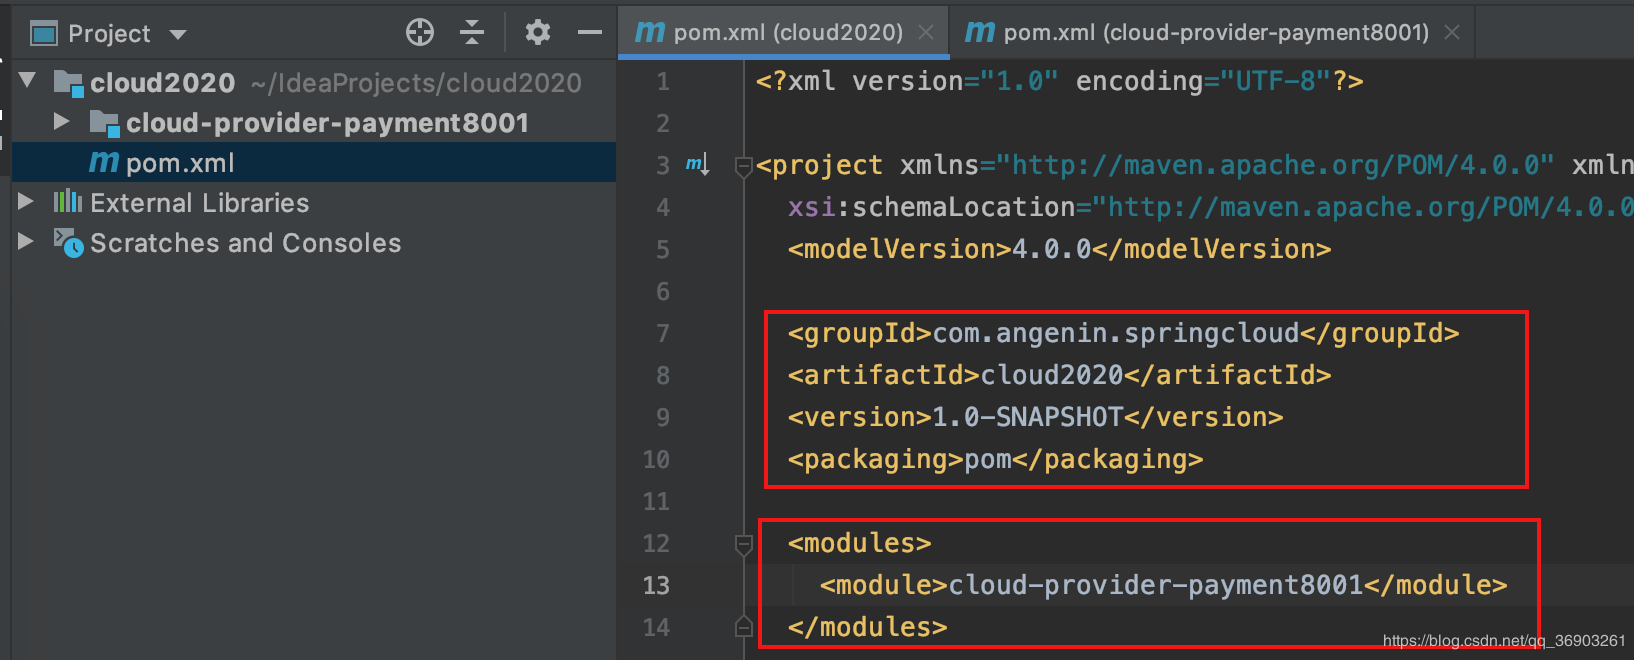 Project
cloud2020 ~/IdeaProjects/cloud2020
cloud-provider-payment8001
m pom.xml
External Libraries
Scratches and Consoles
m pom.xml (cloud2020)
m pom.xml (cloud-provider-payment8001)
1 <?xml version="1.0" encoding="UTF-8"?>
2
3 m <project xmlns="http://maven.apache.org/POM/4.0.0" xmln
4 xsi:schemaLocation="http://maven.apache.org/POM/4.0.0
5 <modelVersion>4.0.0</modelVersion>
6
7 <groupId>com.angenin.springcloud</groupId>
8 <artifactId>cloud2020</artifactId>
9 <version>1.0-SNAPSHOT</version>
10 <packaging>pom</packaging>
11
12 <modules>
13 <module>cloud-provider-payment8001</module>
14 </modules>
https://blog.csdn.net/qq_36903261